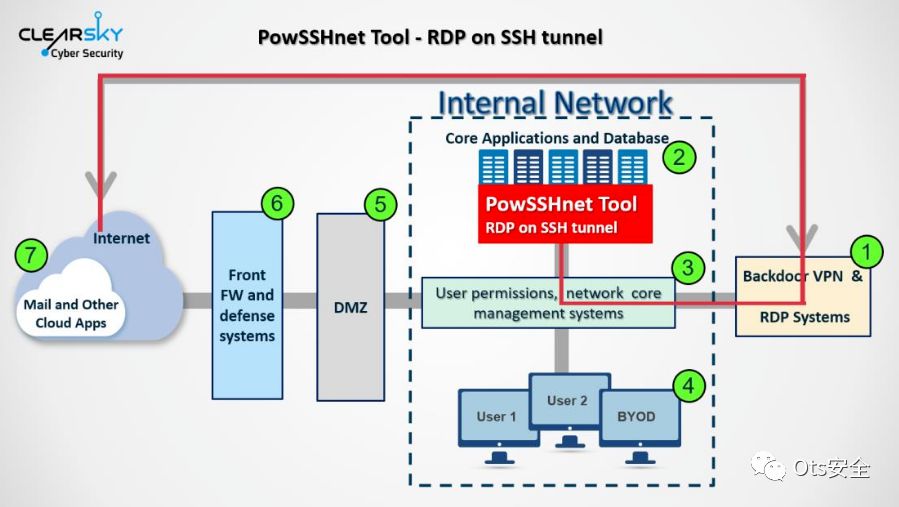 CLEARSKY
Cyber Security
PowSSHnet Tool - RDP on SSH tunnel
Internal Network
Core Applications and Database
2
PowSSHnet Tool
RDP on SSH tunnel
6
5
7
Internet
Mail and Other
Cloud Apps
Front
FW and
defense
systems
DMZ
3
User permissions, network core
management systems
1
Backdoor VPN &
RDP Systems
4
User 1
User 2
BYOD
Ots安全